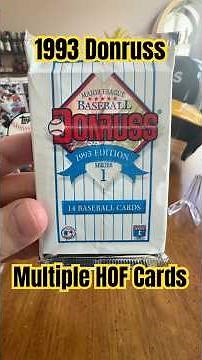 1993 Donruss
MAJOR LEAGUE
BASEBALL
DONRUSS
1993 EDITION
SERIES
1
14 BASEBALL CARDS
Multiple HOF Cards